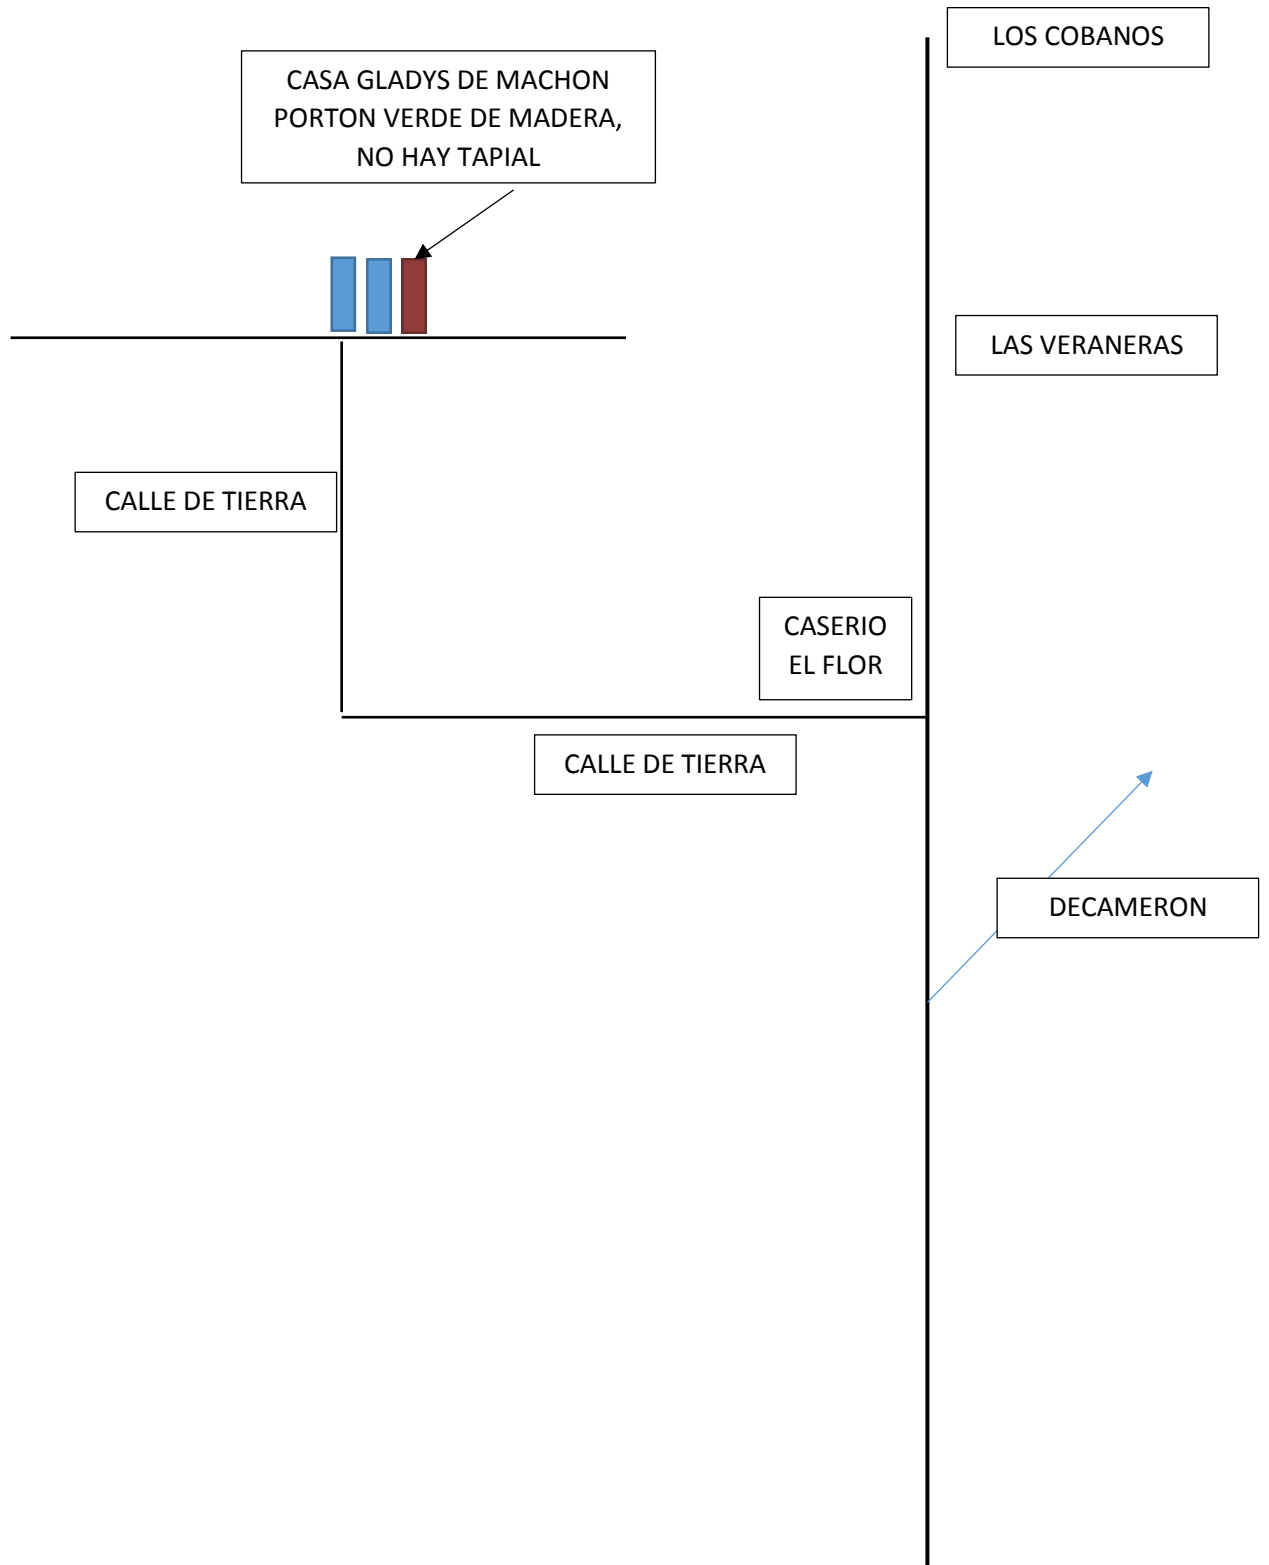 LOS COBANOS
CASA GLADYS DE MACHON
PORTON VERDE DE MADERA,
NO HAY TAPIAL
LAS VERANERAS
CALLE DE TIERRA
CASERIO
EL FLOR
CALLE DE TIERRA
DECAMERON